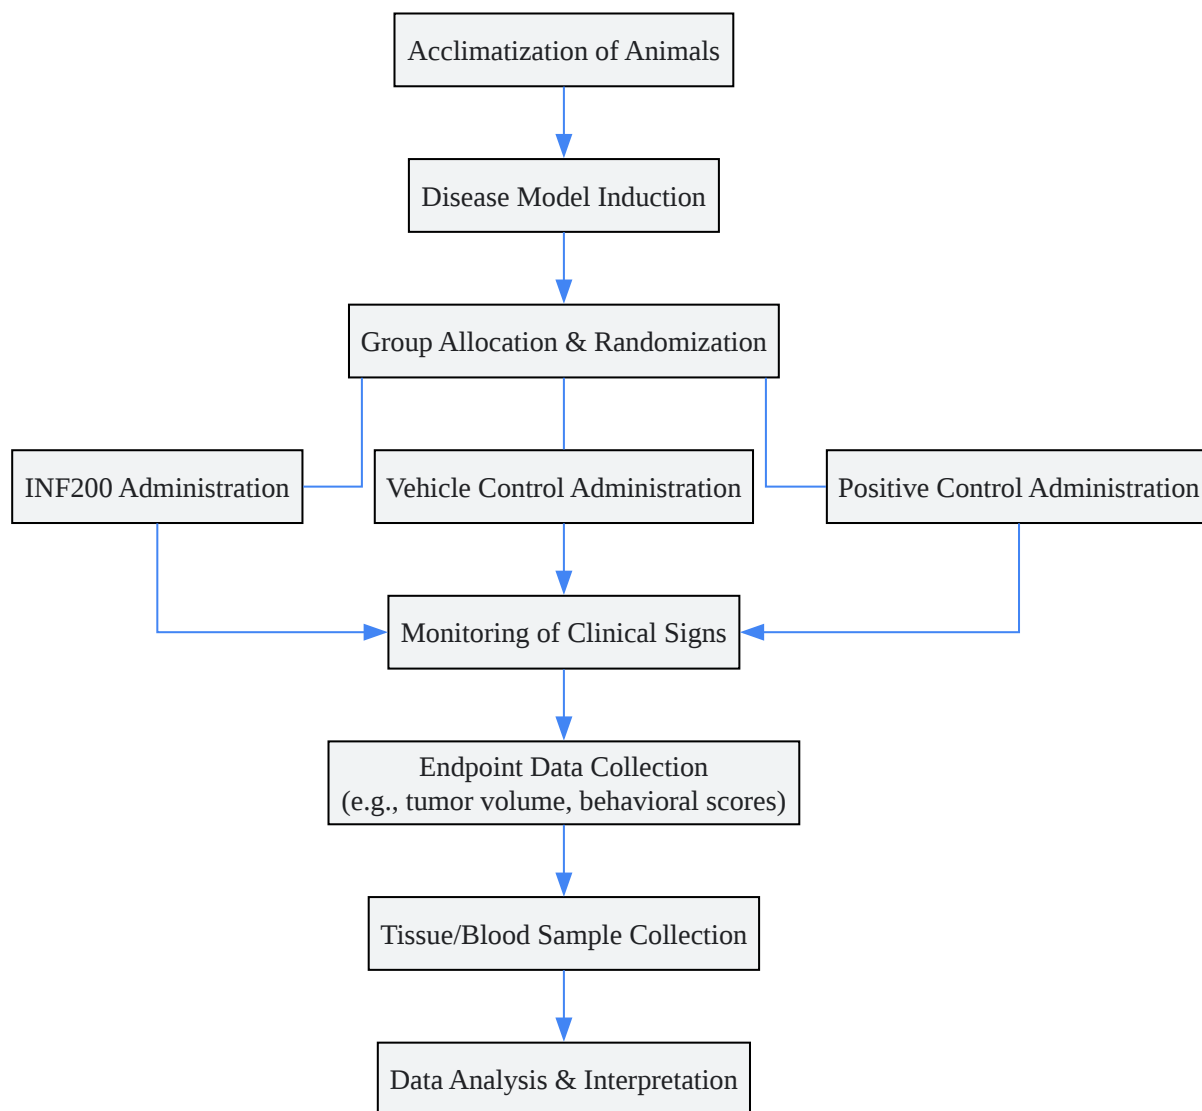 Acclimatization of Animals
Disease Model Induction
Group Allocation & Randomization
INF200 Administration
Vehicle Control Administration
Positive Control Administration
Monitoring of Clinical Signs
Endpoint Data Collection
(e.g., tumor volume, behavioral scores)
Tissue/Blood Sample Collection
Data Analysis & Interpretation